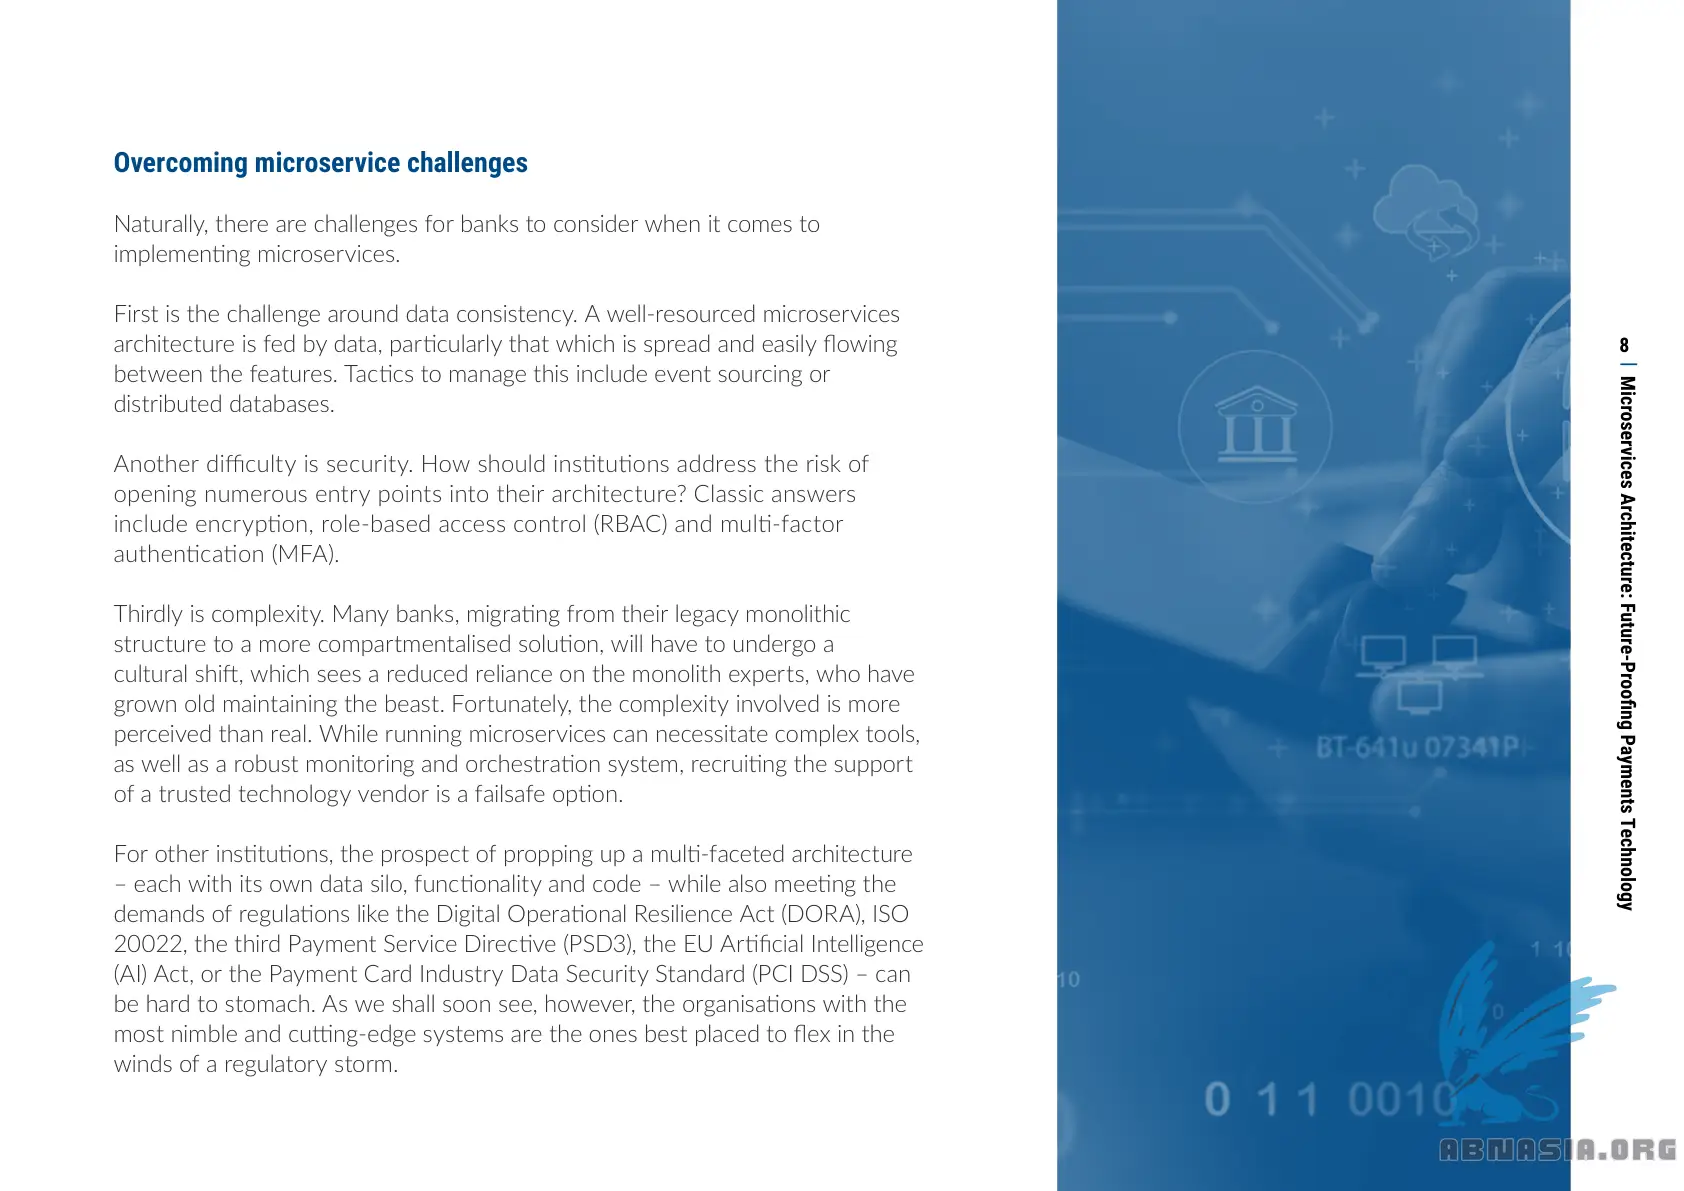 Overcoming microservice challenges
Naturally, there are challenges for banks to consider when it comes to
implementing microservices.
First is the challenge around data consistency. A well-resourced microservices
architecture is fed by data, particularly that which is spread and easily flowing
between the features. Tactics to manage this include event sourcing or
distributed databases.
Another difficulty is security. How should institutions address the risk of
opening numerous entry points into their architecture? Classic answers
include encryption, role-based access control (RBAC) and multi-factor
authentication (MFA).
Thirdly is complexity. Many banks, migrating from their legacy monolithic
structure to a more compartmentalised solution, will have to undergo a
cultural shift, which sees a reduced reliance on the monolith experts, who have
grown old maintaining the beast. Fortunately, the complexity involved is more
perceived than real. While running microservices can necessitate complex tools,
as well as a robust monitoring and orchestration system, recruiting the support
of a trusted technology vendor is a failsafe option.
For other institutions, the prospect of propping up a multi-faceted architecture
– each with its own data silo, functionality and code – while also meeting the
demands of regulations like the Digital Operational Resilience Act (DORA), ISO
20022, the third Payment Service Directive (PSD3), the EU Artificial Intelligence
(AI) Act, or the Payment Card Industry Data Security Standard (PCI DSS) – can
be hard to stomach. As we shall soon see, however, the organisations with the
most nimble and cutting-edge systems are the ones best placed to flex in the
winds of a regulatory storm.
BT-641u 07341P
1 10
10
0
0 1 1 0010
8 | Microservices Architecture: Future-Proofing Payments Technology
ABNASIA.ORG